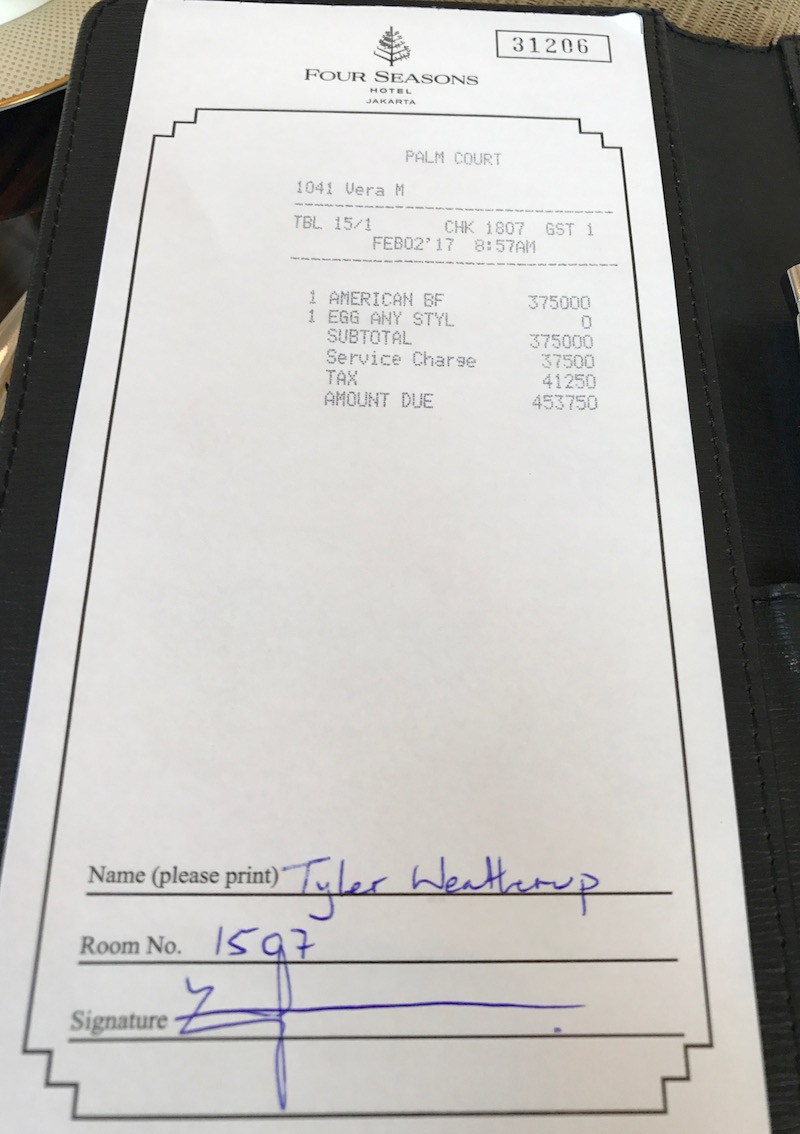 31206
FOUR SEASONS
HOTEL
JAKARTA
PALM COURT
1041 Vera M
TBL 15/1 CHK 1807 GST 1
FEB02'17 8:57AM
1 AMERICAN BF 375000
1 EGG ANY STYL 0
SUBTOTAL 375000
Service Charge 37500
TAX 41250
AMOUNT DUE 453750
Name (please print) Tyler Weatherup
Room No. 1597
Signature